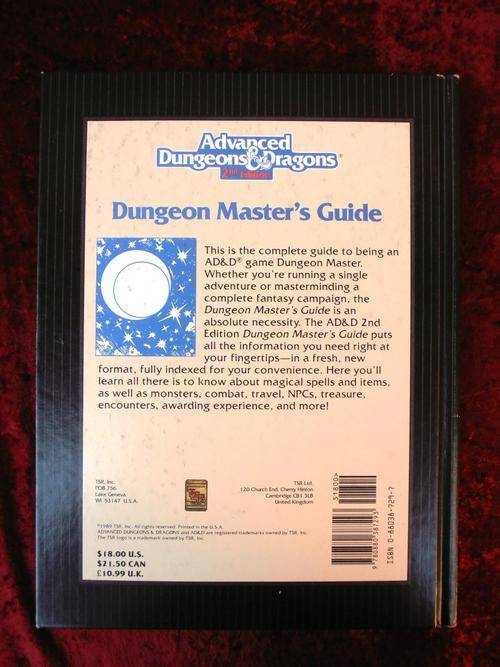 Advanced
Dungeons & Dragons®
2nd Edition
Dungeon Master's Guide
This is the complete guide to being an
AD&D® game Dungeon Master.
Whether you're running a single
adventure or masterminding a
complete fantasy campaign, the
Dungeon Master's Guide is an
absolute necessity. The AD&D 2nd
Edition Dungeon Master's Guide puts
all the information you need right at
your fingertips—in a fresh, new
format, fully indexed for your convenience. Here you'll
learn all there is to know about magical spells and items,
as well as monsters, combat, travel, NPCs, treasure,
encounters, awarding experience, and more!
TSR, Inc.
POB 756
Lake Geneva
WI 53147 U.S.A.
TSR Ltd.
120 Church End, Cherry Hinton
Cambridge CB1 3LB
United Kingdom
©1989 TSR, Inc. All rights reserved. Printed in the U.S.A.
ADVANCED DUNGEONS & DRAGONS and AD&D are registered trademarks owned by TSR, Inc.
The TSR logo is a trademark owned by TSR, Inc.
$18.00 U.S.
$21.50 CAN
£10.99 U.K.
51800>
9 780880 387293
ISBN 0-88038-729-7